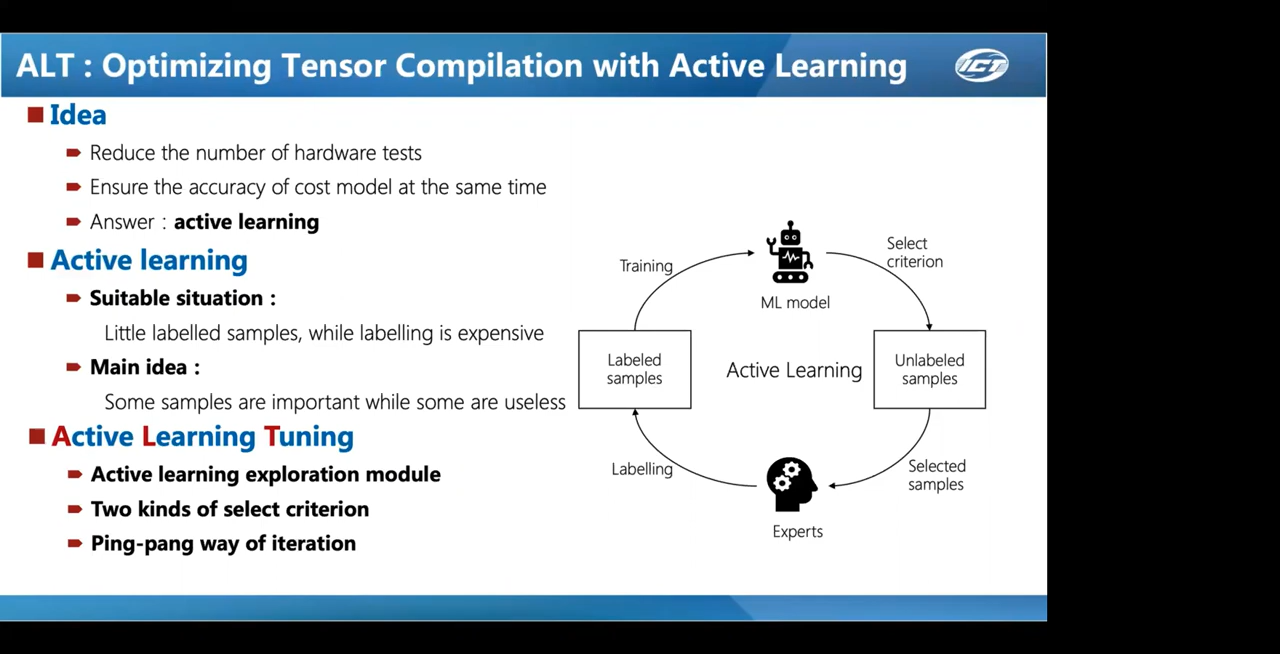 ALT : Optimizing Tensor Compilation with Active Learning
ICT
Idea
Reduce the number of hardware tests
Ensure the accuracy of cost model at the same time
Answer : active learning
Active learning
Suitable situation :
Little labelled samples, while labelling is expensive
Main idea :
Some samples are important while some are useless
Active Learning Tuning
Active learning exploration module
Two kinds of select criterion
Ping-pang way of iteration
Training
ML model
Select
criterion
Labeled
samples
Active Learning
Unlabeled
samples
Labelling
Experts
Selected
samples